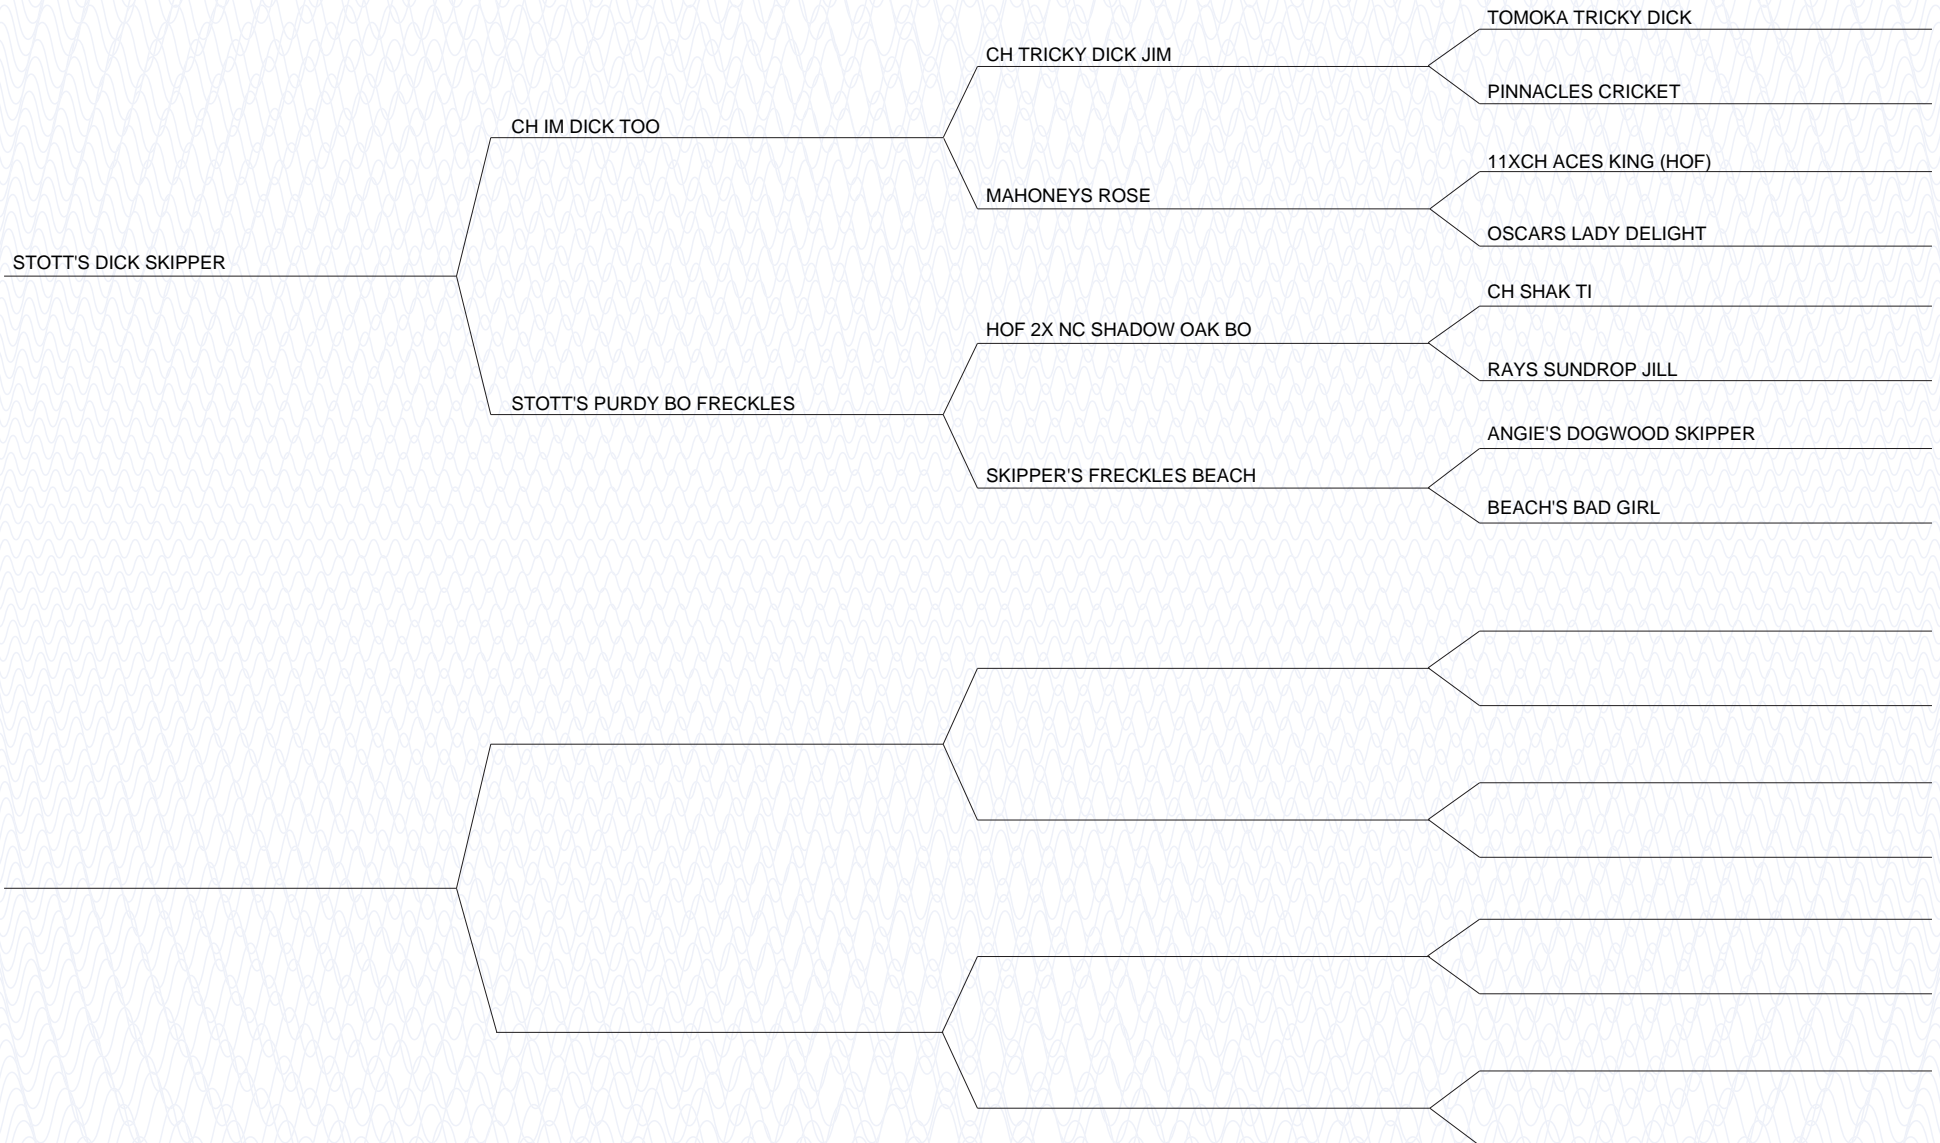 TOMOKA TRICKY DICK
CH TRICKY DICK JIM
PINNACLES CRICKET
CH IM DICK TOO
11XCH ACES KING (HOF)
MAHONEYS ROSE
OSCARS LADY DELIGHT
STOTT'S DICK SKIPPER
CH SHAK TI
HOF 2X NC SHADOW OAK BO
RAYS SUNDROP JILL
STOTT'S PURDY BO FRECKLES
ANGIE'S DOGWOOD SKIPPER
SKIPPER'S FRECKLES BEACH
BEACH'S BAD GIRL